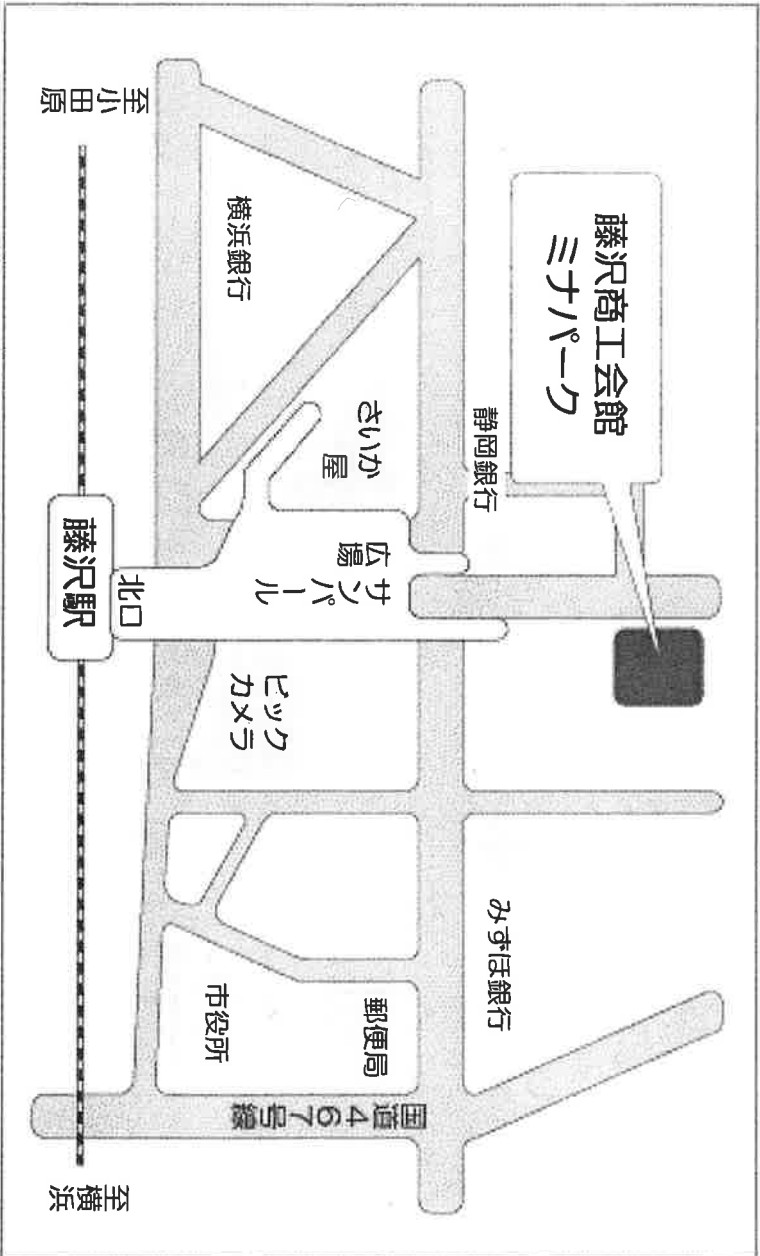 藤沢商工会館
ミナパーク
静岡銀行
みずほ銀行
さいか
屋
サンパール
広場
郵便局
国道467号線
横浜銀行
ビック
カメラ
市役所
北口
藤沢駅
至小田原
至横浜